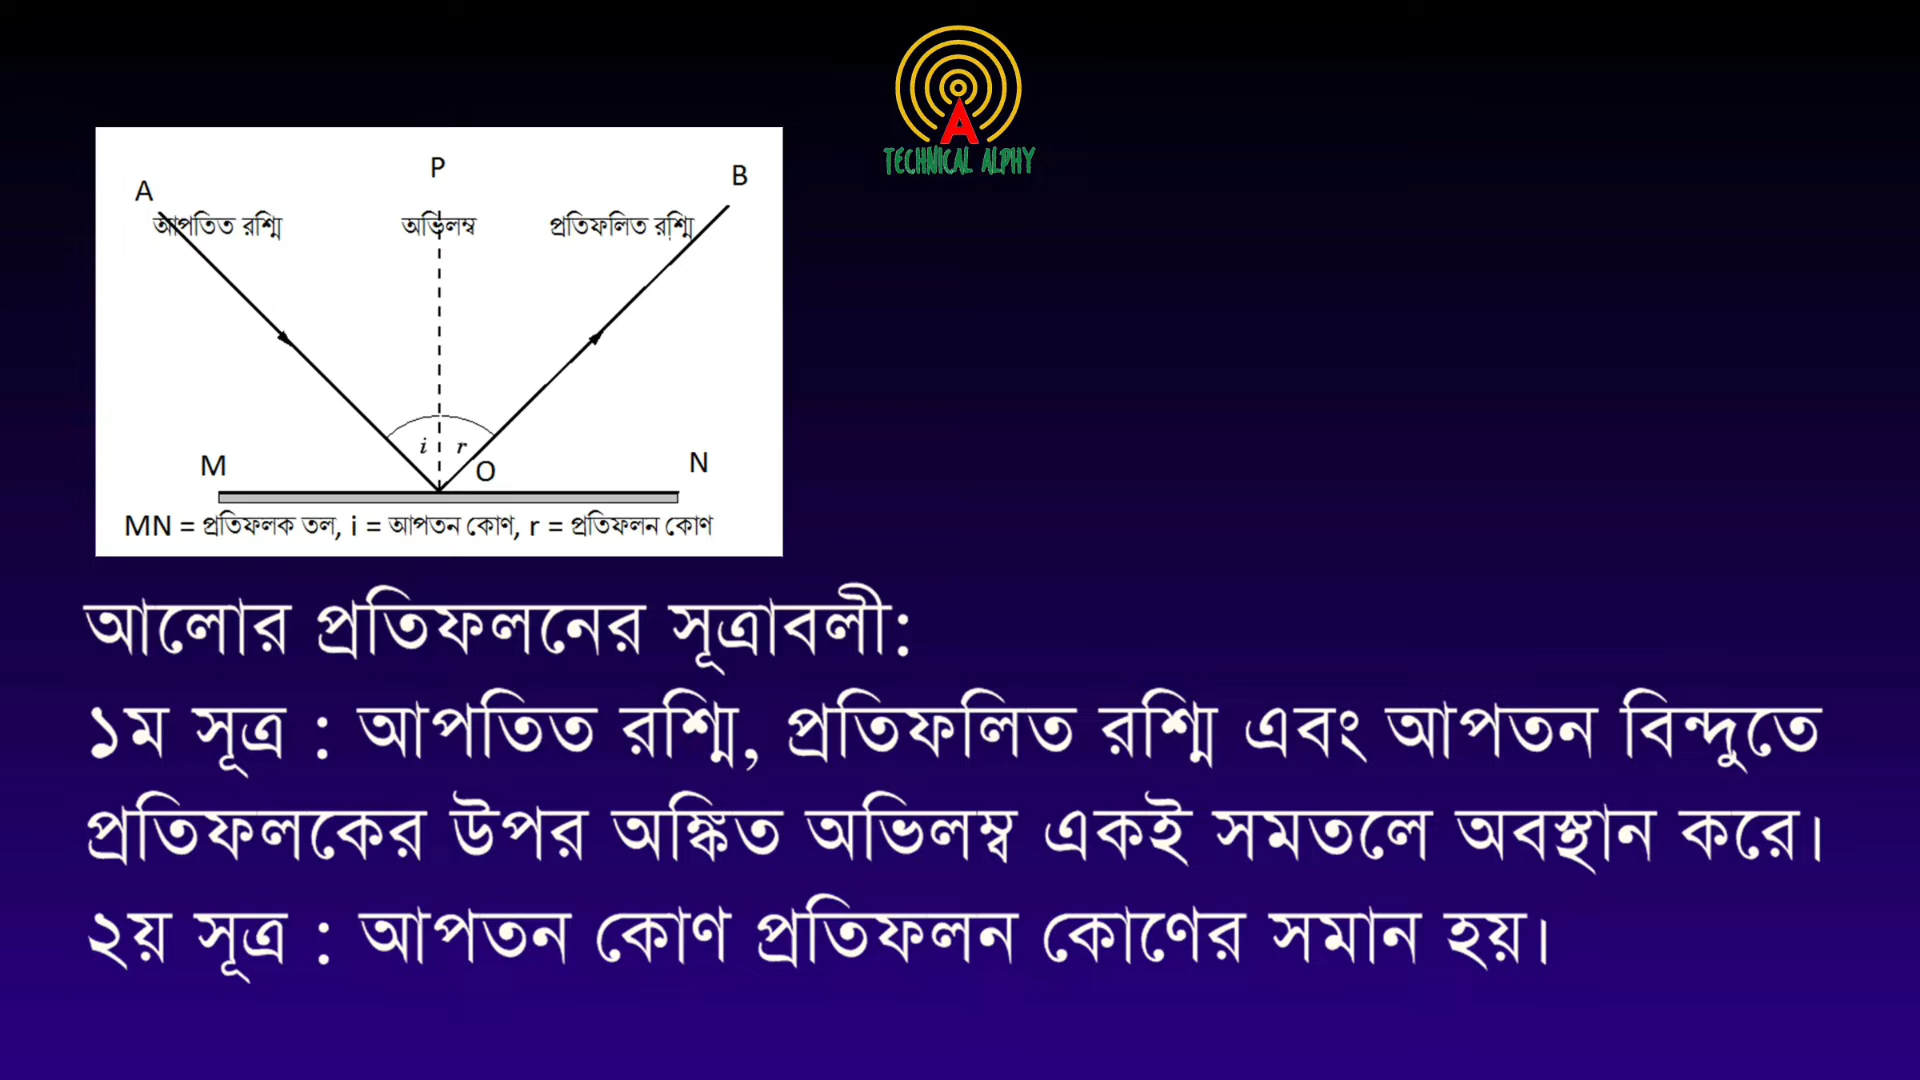 A
TECHNICAL ALPHY
P
A
B
আপতিত রশ্মি
অভিলম্ব
প্রতিফলিত রশ্মি
i
r
M
O
N
MN = প্রতিফলক তল, i = আপতন কোণ, r = প্রতিফলন কোণ
আলোর প্রতিফলনের সূত্রাবলী:
১ম সূত্র : আপতিত রশ্মি, প্রতিফলিত রশ্মি এবং আপতন বিন্দুতে
প্রতিফলকের উপর অঙ্কিত অভিলম্ব একই সমতলে অবস্থান করে।
২য় সূত্র : আপতন কোণ প্রতিফলন কোণের সমান হয়।